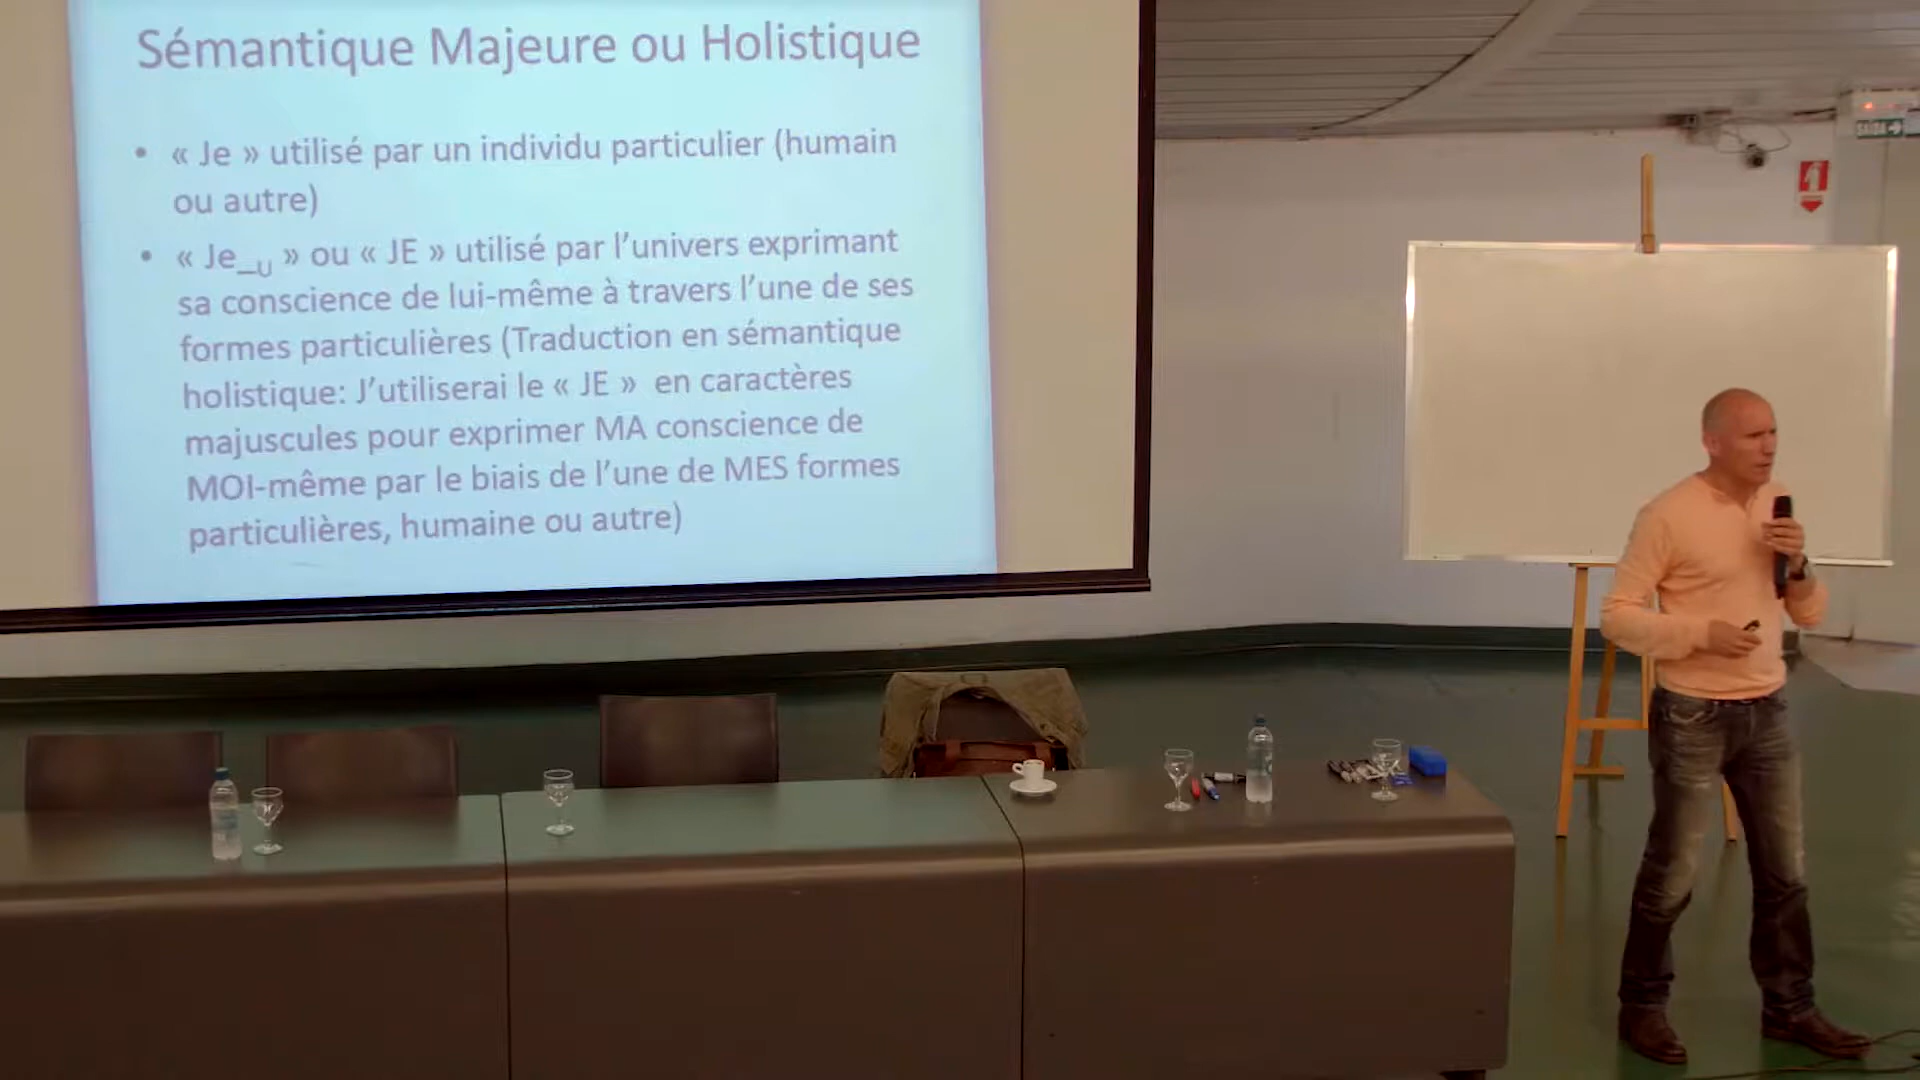 Sémantique Majeure ou Holistique
• « Je » utilisé par un individu particulier (humain
ou autre)
• « Je_U » ou « JE » utilisé par l’univers exprimant
sa conscience de lui-même à travers l’une de ses
formes particulières (Traduction en sémantique
holistique: J’utiliserai le « JE » en caractères
majuscules pour exprimer MA conscience de
MOI-même par le biais de l’une de MES formes
particulières, humaine ou autre)
SAIDA